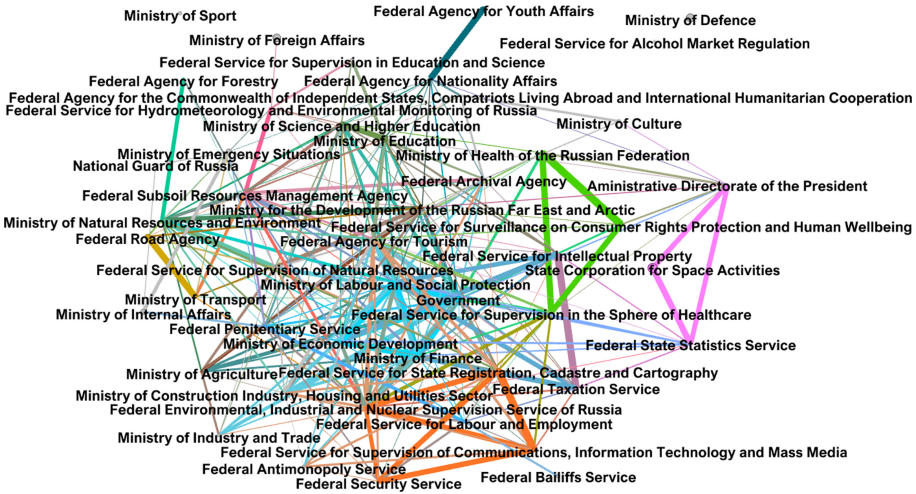 Federal Agency for Youth Affairs
Ministry of Sport
Ministry of Defence
Ministry of Foreign Affairs
Federal Service for Alcohol Market Regulation
Federal Service for Supervision in Education and Science
Federal Agency for Forestry
Federal Agency for Nationality Affairs
Federal Agency for the Commonwealth of Independent States, Compatriots Living Abroad and International Humanitarian Cooperation
Federal Service for Hydrometeorology and Environmental Monitoring of Russia
Ministry of Science and Higher Education
Ministry of Culture
Ministry of Education
Ministry of Emergency Situations
Ministry of Health of the Russian Federation
National Guard of Russia
Federal Archival Agency
Aministrative Directorate of the President
Federal Subsoil Resources Management Agency
Ministry for the Development of the Russian Far East and Arctic
Ministry of Natural Resources and Environment
Federal Service for Surveillance on Consumer Rights Protection and Human Wellbeing
Federal Road Agency
Federal Agency for Tourism
Federal Service for Intellectual Property
Federal Service for Supervision of Natural Resources
State Corporation for Space Activities
Ministry of Labour and Social Protection
Ministry of Transport
Government
Ministry of Internal Affairs
Federal Service for Supervision in the Sphere of Healthcare
Federal Penitentiary Service
Ministry of Economic Development
Federal State Statistics Service
Ministry of Finance
Ministry of Agriculture
Federal Service for State Registration, Cadastre and Cartography
Federal Taxation Service
Ministry of Construction Industry, Housing and Utilities Sector
Federal Environmental, Industrial and Nuclear Supervision Service of Russia
Federal Service for Labour and Employment
Ministry of Industry and Trade
Federal Service for Supervision of Communications, Information Technology and Mass Media
Federal Antimonopoly Service
Federal Bailiffs Service
Federal Security Service